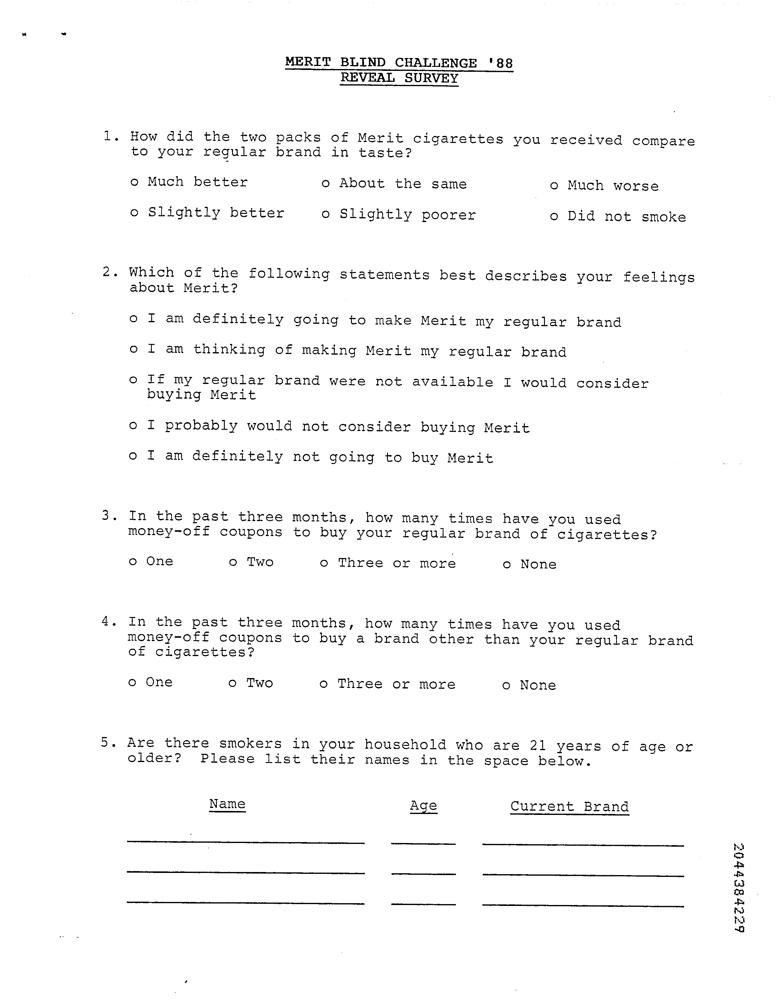 MERIT BLIND CHALLENGE '88
REVEAL SURVEY
1. How did the two packs of Merit cigarettes you received compare
to your regular brand in taste?
o Much better o About the same o Much worse
o Slightly better o Slightly poorer o Did not smoke
2. Which of the following statements best describes your feelings
about Merit?
o I am definitely going to make Merit my regular brand
o I am thinking of making Merit my regular brand
o If my regular brand were not available I would consider
buying Merit
o I probably would not consider buying Merit
o I am definitely not going to buy Merit
3. In the past three months, how many times have you used
money-off coupons to buy your regular brand of cigarettes?
o One o Two o Three or more o None
4. In the past three months, how many times have you used
money-off coupons to buy a brand other than your regular brand
of cigarettes?
o One o Two o Three or more o None
5. Are there smokers in your household who are 21 years of age or
older? Please list their names in the space below.
Name Age Current Brand
2044384229